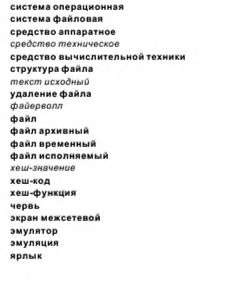 система операционная
система файловая
средство аппаратное
средство техническое
средство вычислительной техники
структура файла
текст исходный
удаление файла
файерволл
файл
файл архивный
файл временный
файл исполняемый
хеш-значение
хеш-код
хеш-функция
червь
экран межсетевой
эмулятор
эмуляция
ярлык